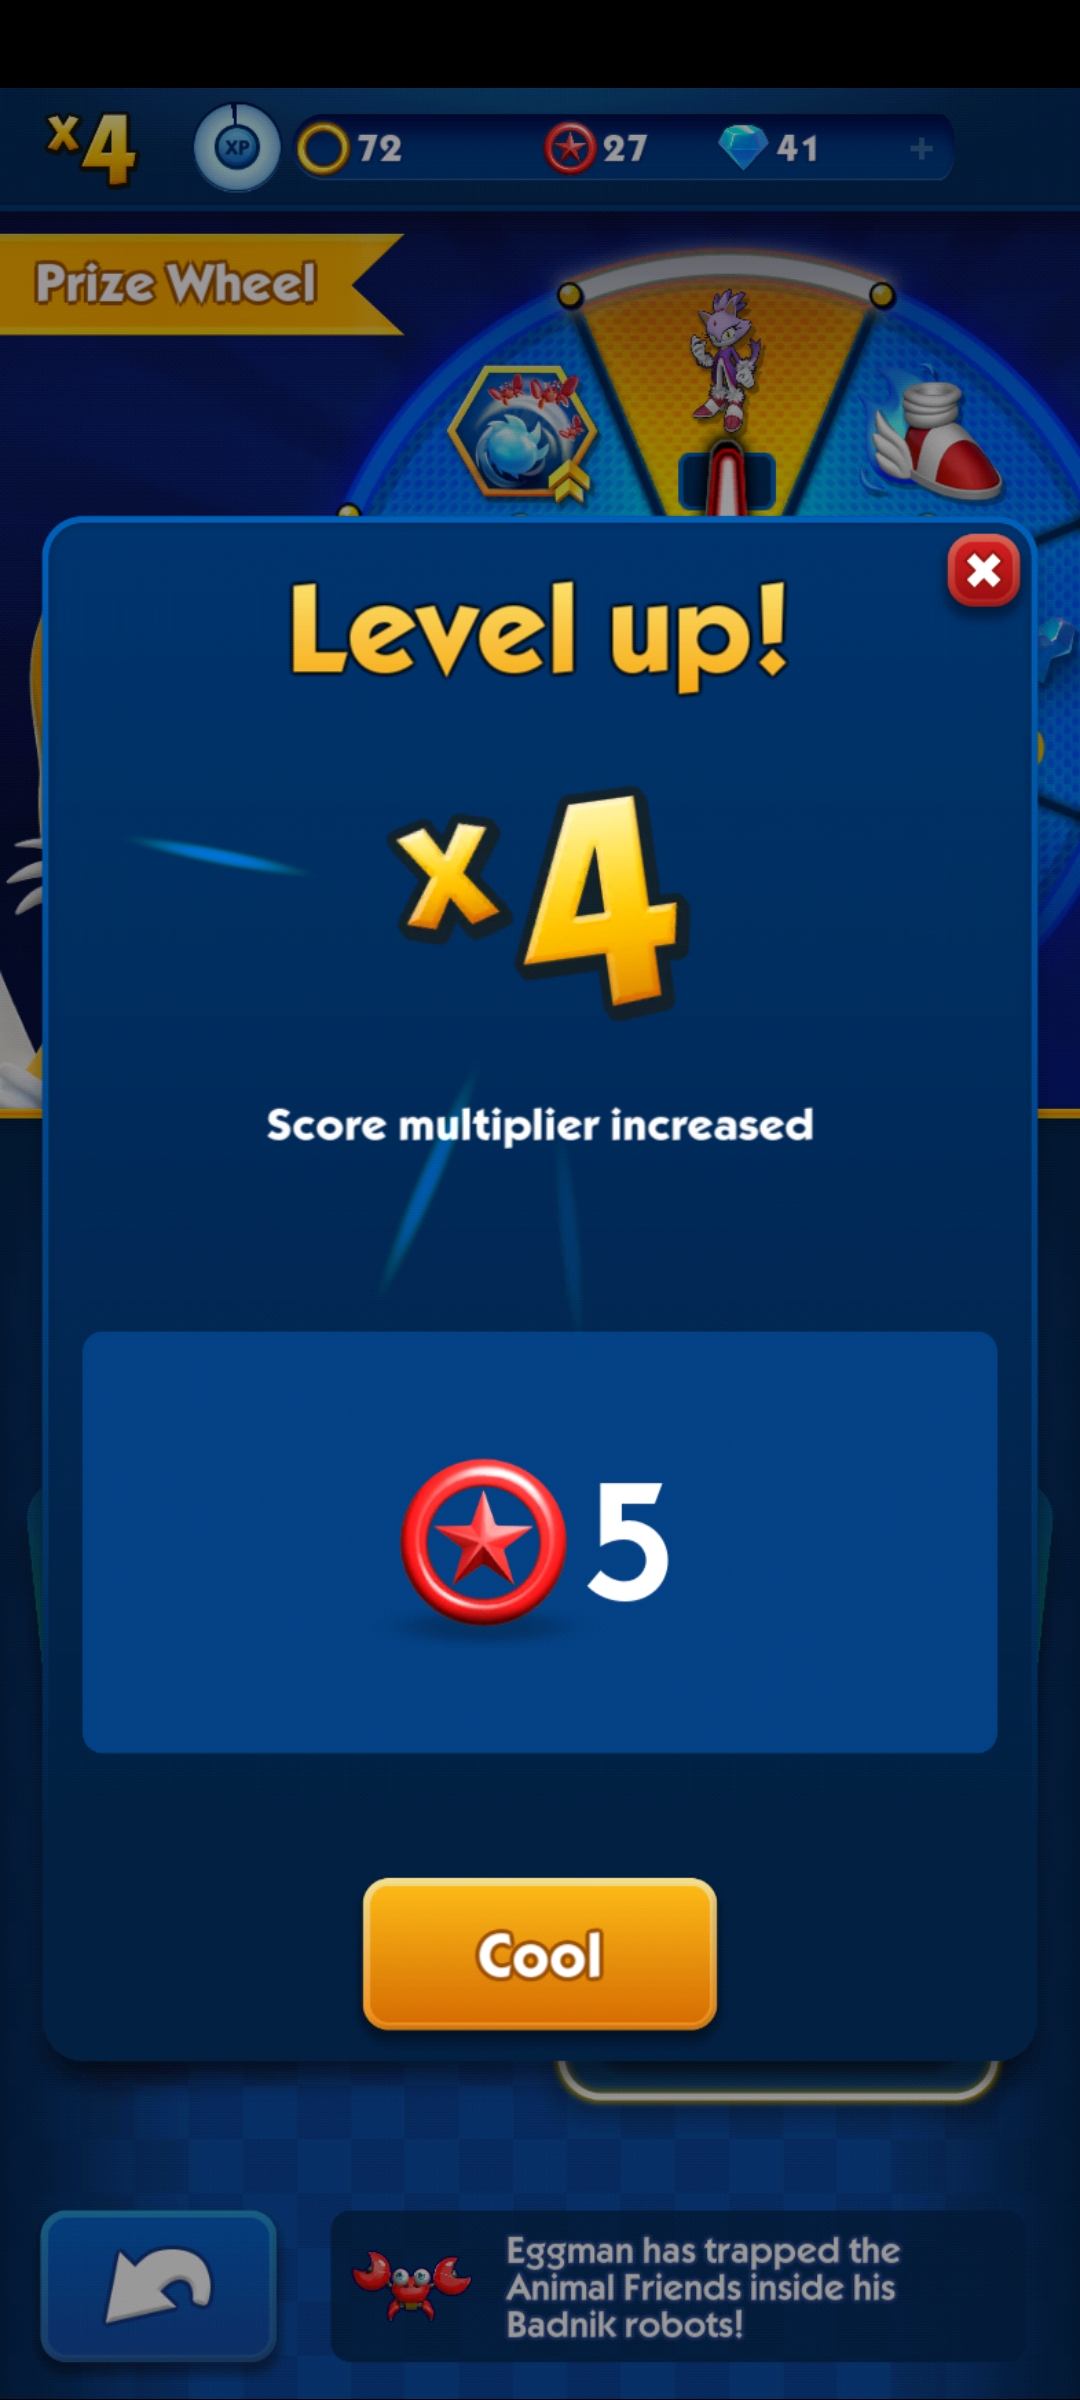 x4 XP 72 27 41 +
Prize Wheel
Level up!
x4
Score multiplier increased
5
Cool
Eggman has trapped the
Animal Friends inside his
Badnik robots!